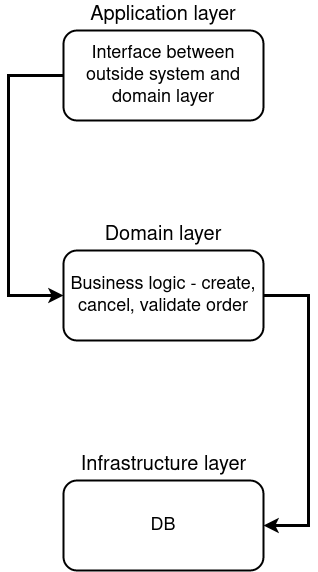 Application layer
Interface between
outside system and
domain layer
Domain layer
Business logic - create,
cancel, validate order
Infrastructure layer
DB